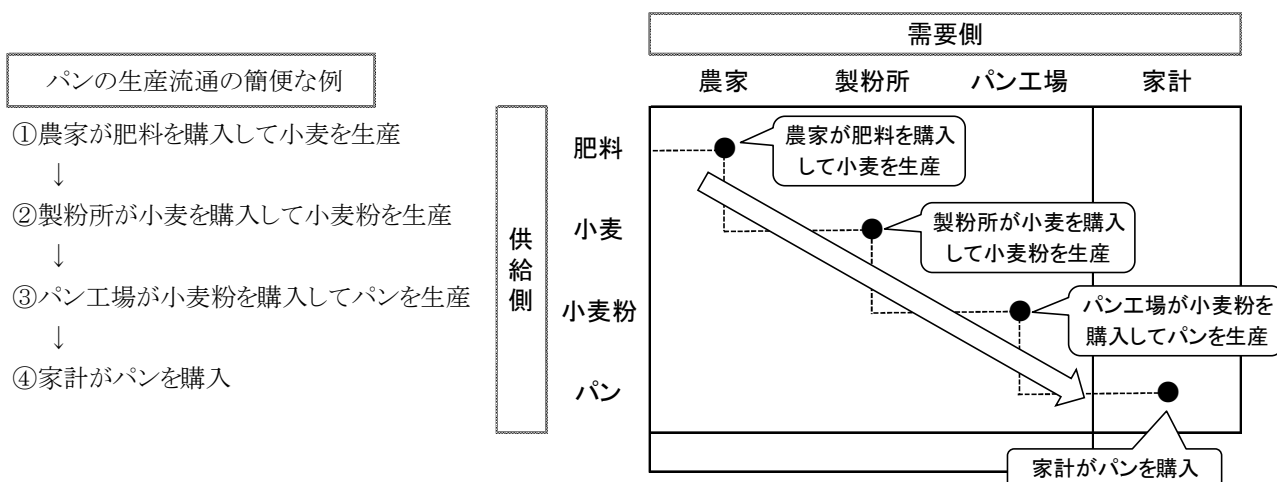 パンの生産流通の簡便な例
①農家が肥料を購入して小麦を生産
↓
②製粉所が小麦を購入して小麦粉を生産
↓
③パン工場が小麦粉を購入してパンを生産
↓
④家計がパンを購入
需要側
農家 製粉所 パン工場 家計
供給側
肥料
小麦
小麦粉
パン
農家が肥料を購入
して小麦を生産
製粉所が小麦を購入
して小麦粉を生産
パン工場が小麦粉を
購入してパンを生産
家計がパンを購入